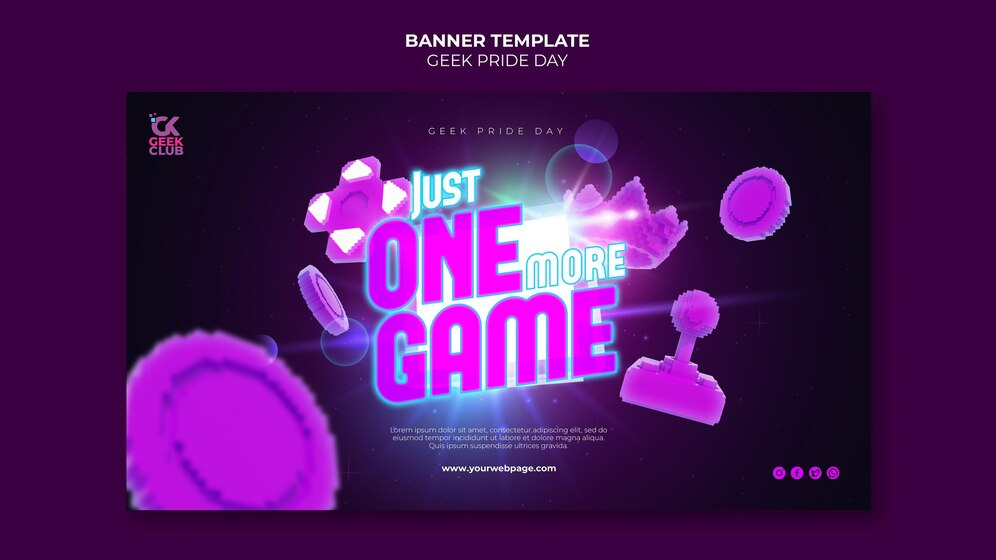 BANNER TEMPLATE
GEEK PRIDE DAY
GK
GEEK
CLUB
GEEK PRIDE DAY
JUST
ONE
MORE
GAME
Lorem ipsum dolor sit amet, consectetur adipiscing elit, sed do
eiusmod tempor incididunt ut labore et dolore magna aliqua.
Quis ipsum suspendisse ultrices gravida.
www.yourwebpage.com